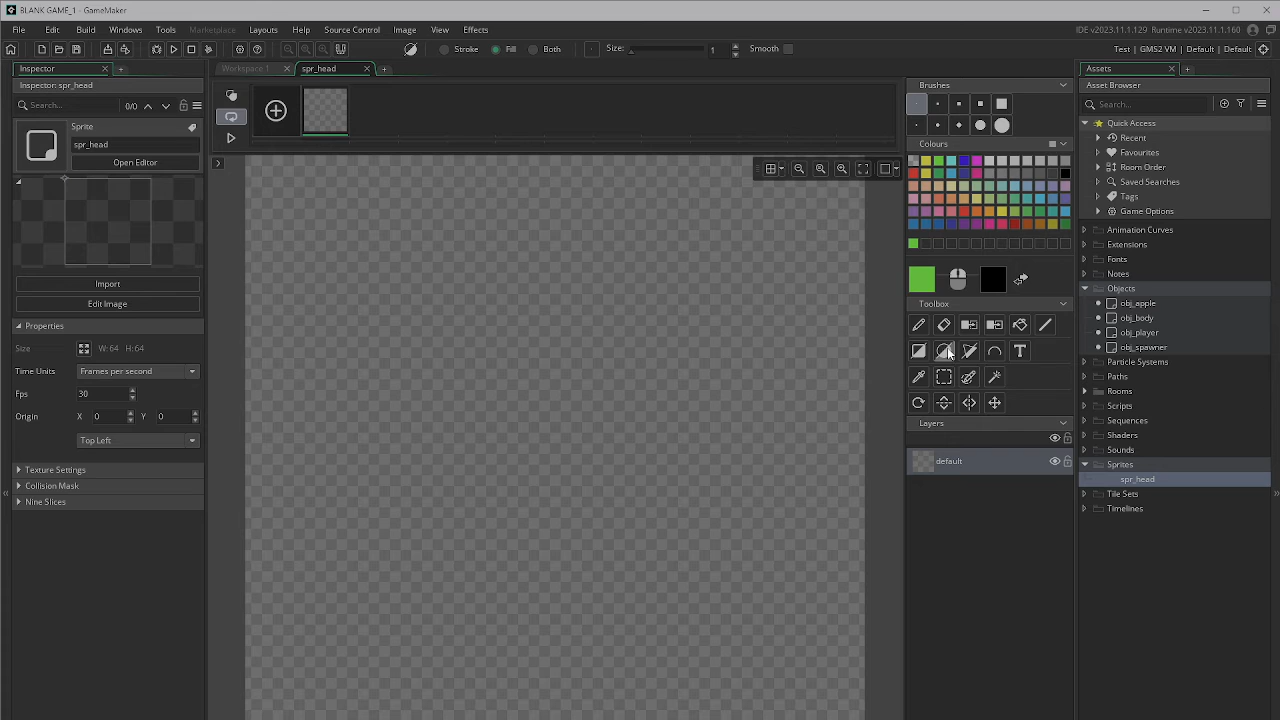 BLANK GAME_1 - GameMaker
File Edit Build Windows Tools Marketplace Layouts Help Source Control Image View Effects
IDE v2023.11.1.129 Runtime v2023.11.1.160
Stroke Fill Both Size: 1 Smooth
Test | GMS2 VM | Default | Default
Inspector
Workspace 1
spr_head
Assets
Inspector: spr_head
Search...
0/0
Sprite
spr_head
Open Editor
Import
Edit Image
Properties
Size W: 64 H: 64
Time Units Frames per second
Fps 30
Origin X 0 Y 0
Top Left
Texture Settings
Collision Mask
Nine Slices
Brushes
Colours
Toolbox
T
Layers
default
Asset Browser
Search...
Quick Access
Recent
Favourites
Room Order
Saved Searches
Tags
Game Options
Animation Curves
Extensions
Fonts
Notes
Objects
obj_apple
obj_body
obj_player
obj_spawner
Particle Systems
Paths
Rooms
Scripts
Sequences
Shaders
Sounds
Sprites
spr_head
Tile Sets
Timelines